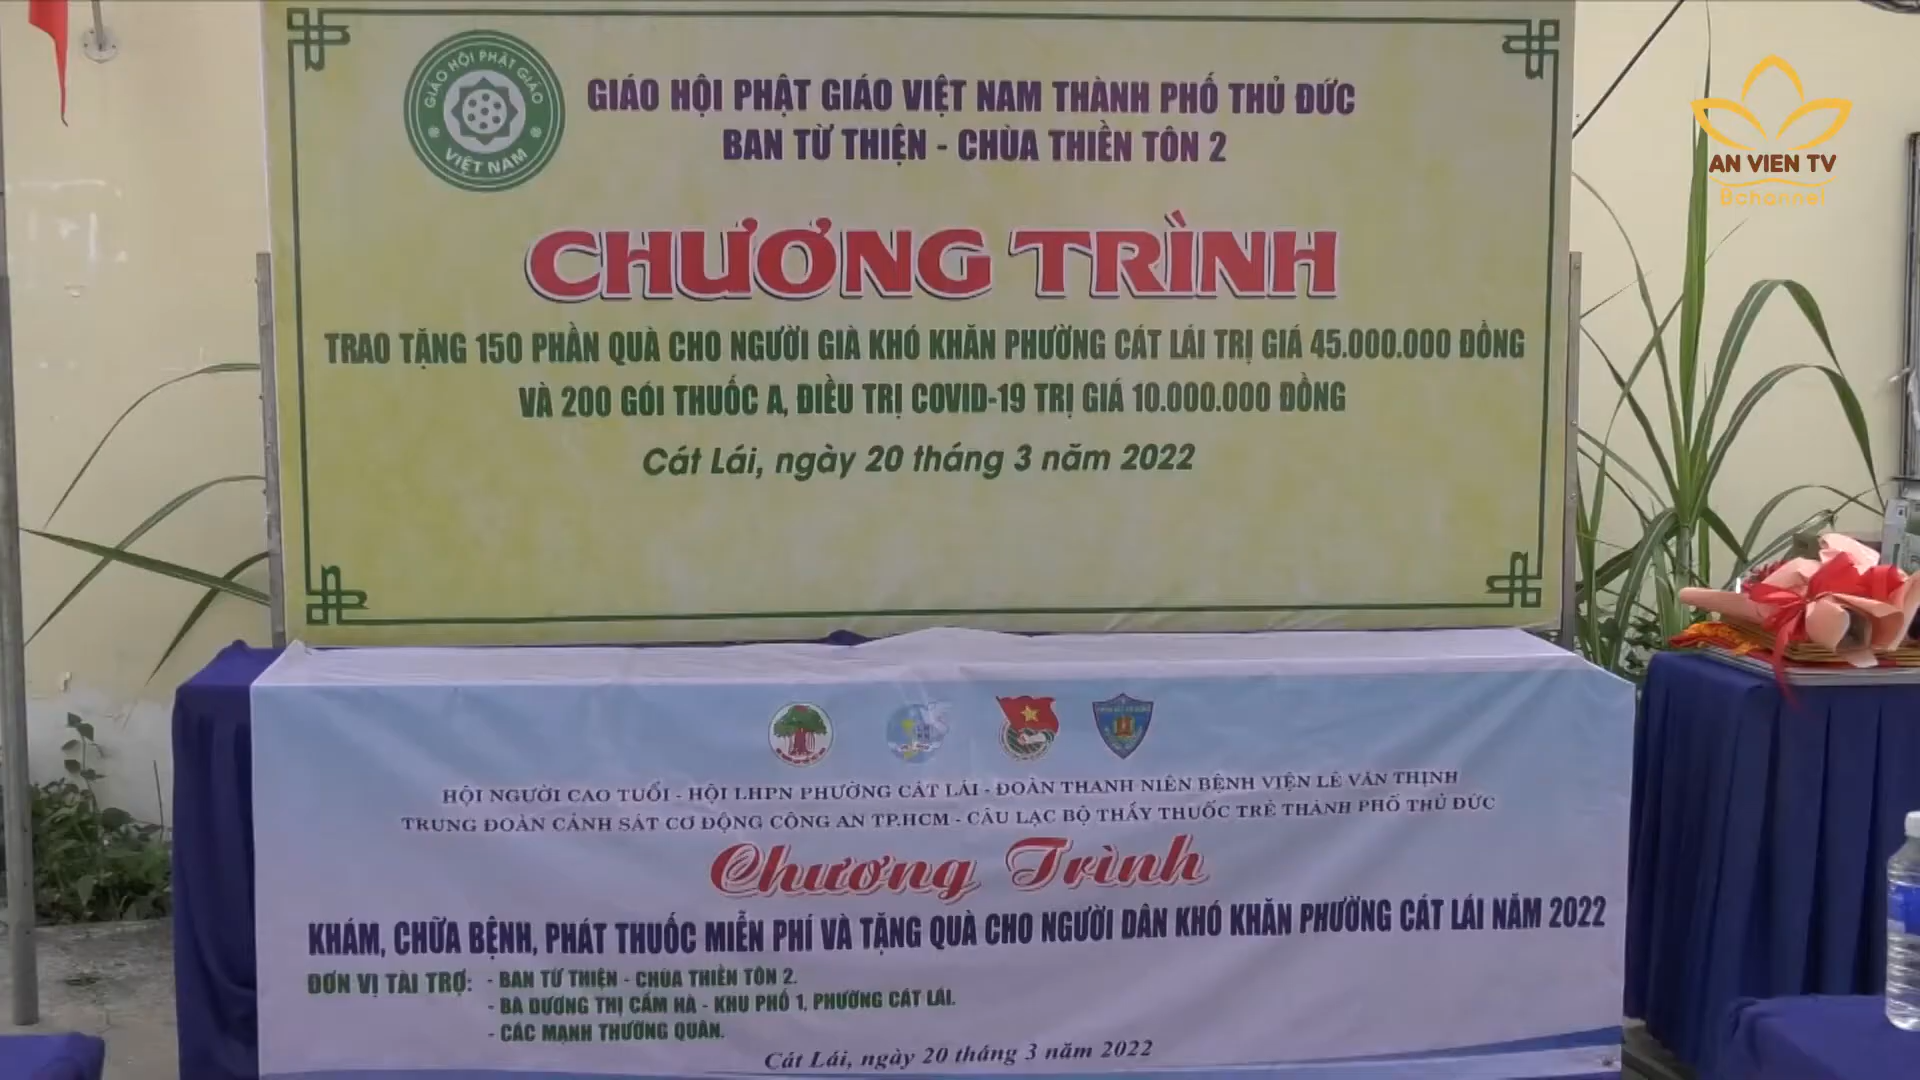 GIÁO HỘI PHẬT GIÁO
VIỆT NAM
GIÁO HỘI PHẬT GIÁO VIỆT NAM THÀNH PHỐ THỦ ĐỨC
BAN TỪ THIỆN - CHÙA THIỀN TÔN 2
AN VIEN TV
Bchannel
CHƯƠNG TRÌNH
TRAO TẶNG 150 PHẦN QUÀ CHO NGƯỜI GIÀ KHÓ KHĂN PHƯỜNG CÁT LÁI TRỊ GIÁ 45.000.000 ĐỒNG
VÀ 200 GÓI THUỐC A, ĐIỀU TRỊ COVID-19 TRỊ GIÁ 10.000.000 ĐỒNG
Cát Lái, ngày 20 tháng 3 năm 2022
HỘI NGƯỜI CAO TUỔI - HỘI LHPN PHƯỜNG CÁT LÁI - ĐOÀN THANH NIÊN BỆNH VIỆN LÊ VĂN THỊNH
TRUNG ĐOÀN CẢNH SÁT CƠ ĐỘNG CÔNG AN TP.HCM - CÂU LẠC BỘ THẦY THUỐC TRẺ THÀNH PHỐ THỦ ĐỨC
Chương Trình
KHÁM, CHỮA BỆNH, PHÁT THUỐC MIỄN PHÍ VÀ TẶNG QUÀ CHO NGƯỜI DÂN KHÓ KHĂN PHƯỜNG CÁT LÁI NĂM 2022
ĐƠN VỊ TÀI TRỢ: - BAN TỪ THIỆN - CHÙA THIỀN TÔN 2.
- BÀ DƯƠNG THỊ CẨM HÀ - KHU PHỐ 1, PHƯỜNG CÁT LÁI.
- CÁC MẠNH THƯỜNG QUÂN.
Cát Lái, ngày 20 tháng 3 năm 2022